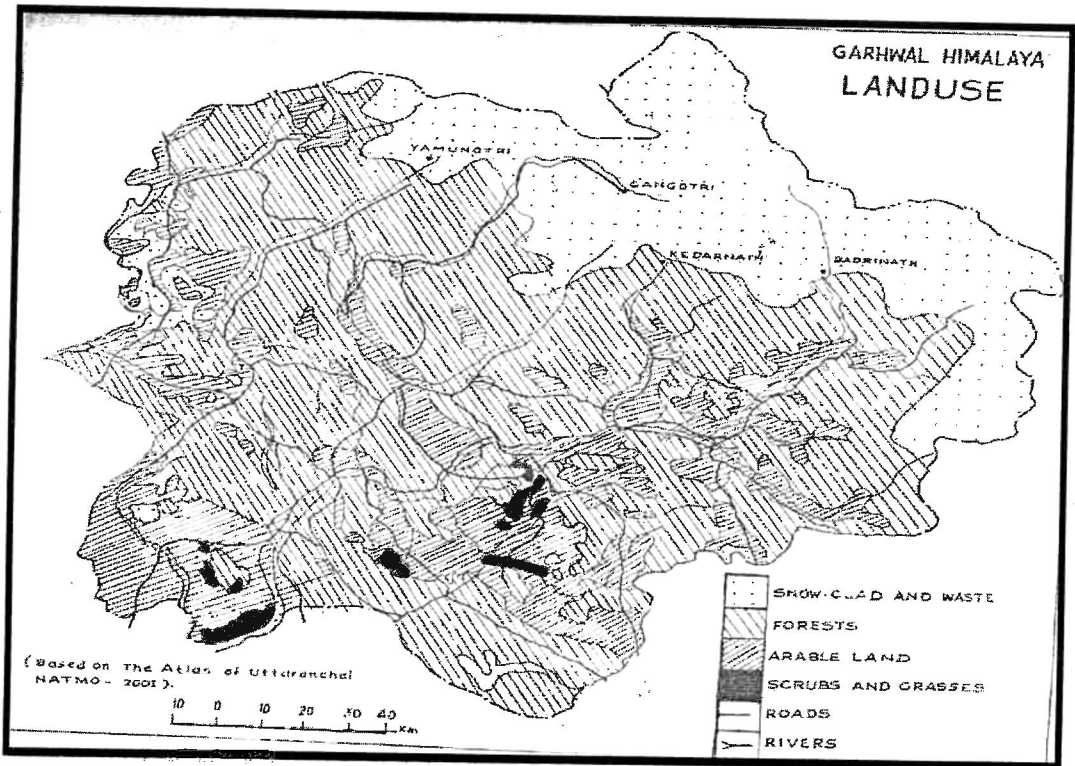 GARHWAL HIMALAYA
LANDUSE
YAMUNOTRI
GANGOTRI
KEDARNATH
BADRINATH
SNOW-CLAD AND WASTE
FORESTS
ARABLE LAND
SCRUBS AND GRASSES
ROADS
RIVERS
(Based on The Atlas of Uttaranchal
NATMO - 2001).
10 0 10 20 30 40 Km